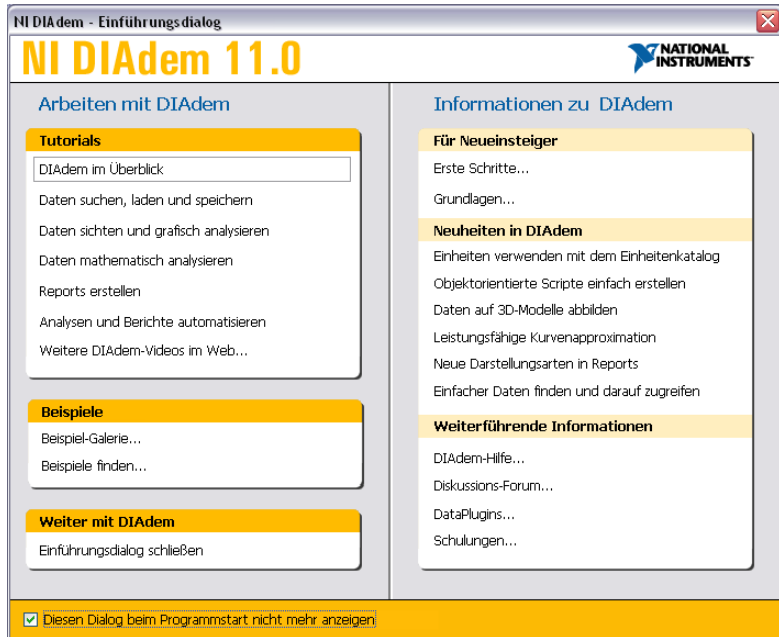 NI DIAdem - Einführungsdialog
NI DIAdem 11.0
NATIONAL
INSTRUMENTS™
Arbeiten mit DIAdem
Tutorials
DIAdem im Überblick
Daten suchen, laden und speichern
Daten sichten und grafisch analysieren
Daten mathematisch analysieren
Reports erstellen
Analysen und Berichte automatisieren
Weitere DIAdem-Videos im Web...
Beispiele
Beispiel-Galerie...
Beispiele finden...
Weiter mit DIAdem
Einführungsdialog schließen
Informationen zu DIAdem
Für Neueinsteiger
Erste Schritte...
Grundlagen...
Neuheiten in DIAdem
Einheiten verwenden mit dem Einheitenkatalog
Objektorientierte Scripte einfach erstellen
Daten auf 3D-Modelle abbilden
Leistungsfähige Kurvenapproximation
Neue Darstellungsarten in Reports
Einfacher Daten finden und darauf zugreifen
Weiterführende Informationen
DIAdem-Hilfe...
Diskussions-Forum...
DataPlugins...
Schulungen...
Diesen Dialog beim Programmstart nicht mehr anzeigen